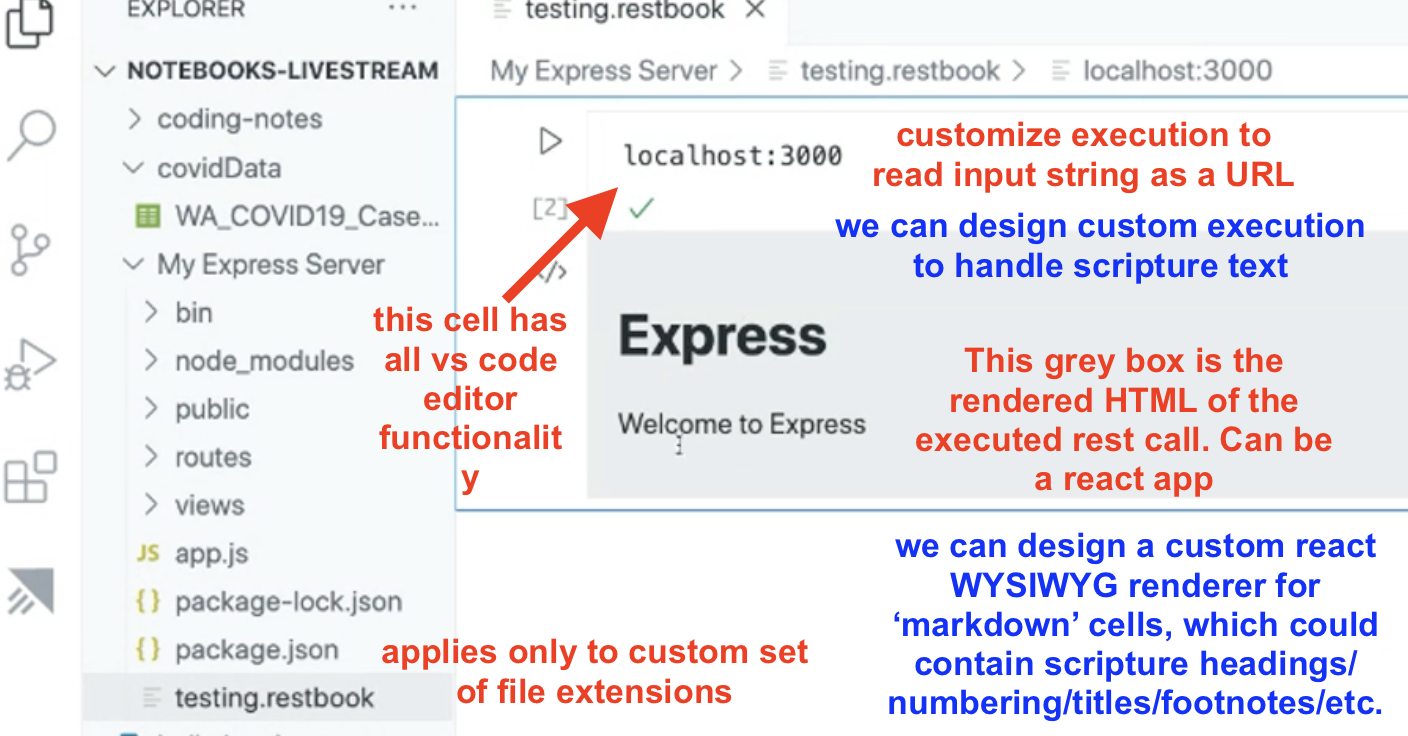 EXPLORER
...
testing.restbook
NOTEBOOKS-LIVESTREAM
My Express Server > testing.restbook > localhost:3000
coding-notes
covidData
WA_COVID19_Case...
My Express Server
bin
node_modules
public
routes
views
JS app.js
{} package-lock.json
{} package.json
testing.restbook
localhost:3000
[2]
</>
Express
Welcome to Express
customize execution to
read input string as a URL
we can design custom execution
to handle scripture text
this cell has
all vs code
editor
functionalit
y
This grey box is the
rendered HTML of the
executed rest call. Can be
a react app
we can design a custom react
WYSIWYG renderer for
‘markdown’ cells, which could
contain scripture headings/
numbering/titles/footnotes/etc.
applies only to custom set
of file extensions